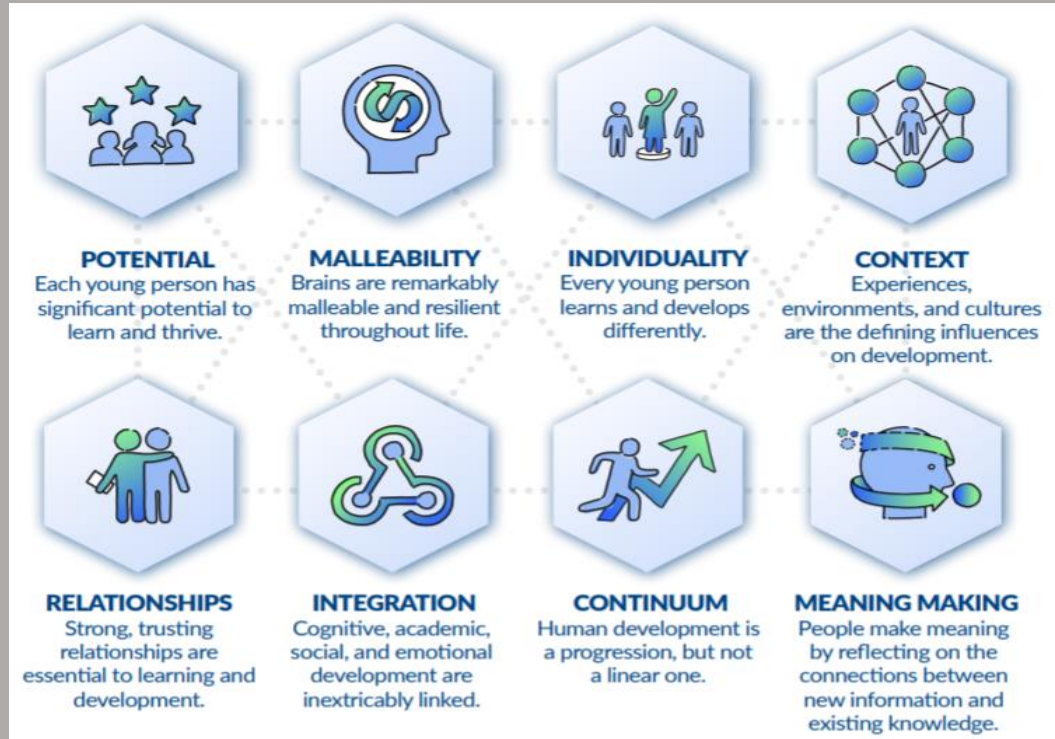 POTENTIAL
Each young person has
significant potential to
learn and thrive.
MALLEABILITY
Brains are remarkably
malleable and resilient
throughout life.
INDIVIDUALITY
Every young person
learns and develops
differently.
CONTEXT
Experiences,
environments, and cultures
are the defining influences
on development.
RELATIONSHIPS
Strong, trusting
relationships are
essential to learning and
development.
INTEGRATION
Cognitive, academic,
social, and emotional
development are
inextricably linked.
CONTINUUM
Human development is
a progression, but not
a linear one.
MEANING MAKING
People make meaning
by reflecting on the
connections between
new information and
existing knowledge.